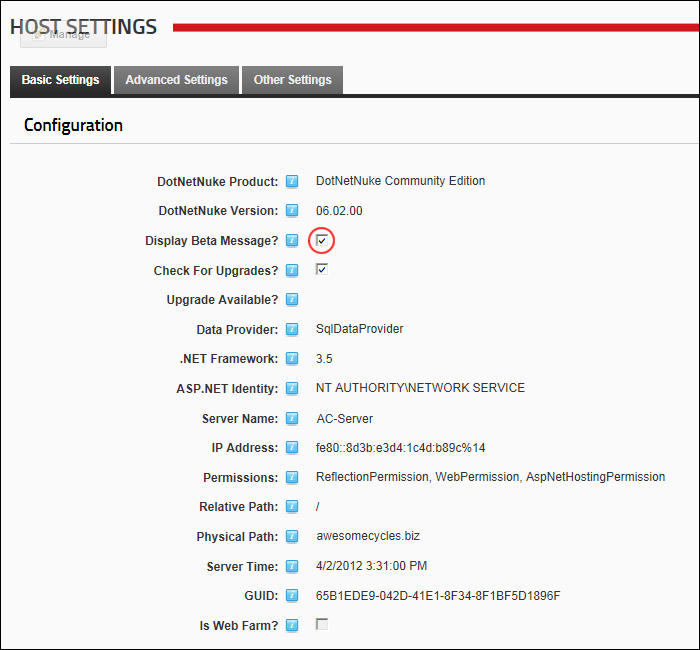 HOST SETTINGS
Manage
Basic Settings Advanced Settings Other Settings
Configuration
DotNetNuke Product: DotNetNuke Community Edition
DotNetNuke Version: 06.02.00
Display Beta Message?
Check For Upgrades?
Upgrade Available?
Data Provider: SqlDataProvider
.NET Framework: 3.5
ASP.NET Identity: NT AUTHORITY\NETWORK SERVICE
Server Name: AC-Server
IP Address: fe80::8d3b:e3d4:1c4d:b89c%14
Permissions: ReflectionPermission, WebPermission, AspNetHostingPermission
Relative Path: /
Physical Path: awesomecycles.biz
Server Time: 4/2/2012 3:31:00 PM
GUID: 65B1EDE9-042D-41E1-8F34-8F1BF5D1896F
Is Web Farm?